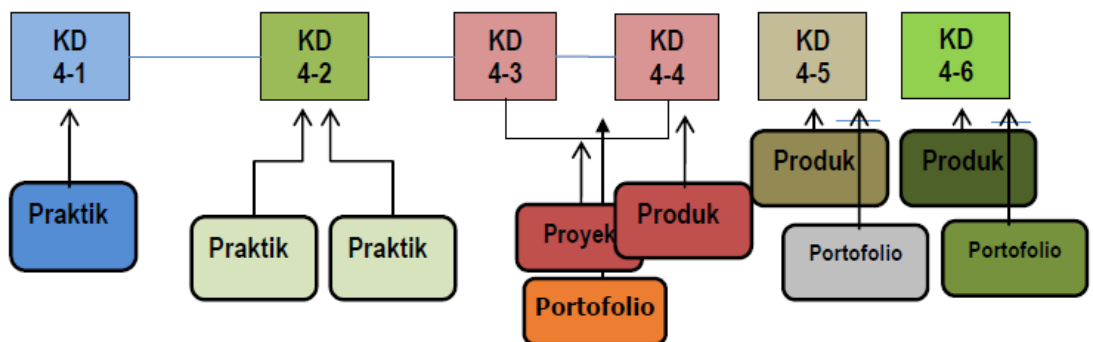 KD
4-1
KD
4-2
KD
4-3
KD
4-4
KD
4-5
KD
4-6
Praktik
Praktik
Praktik
Proyek
Produk
Portofolio
Produk
Portofolio
Produk
Portofolio